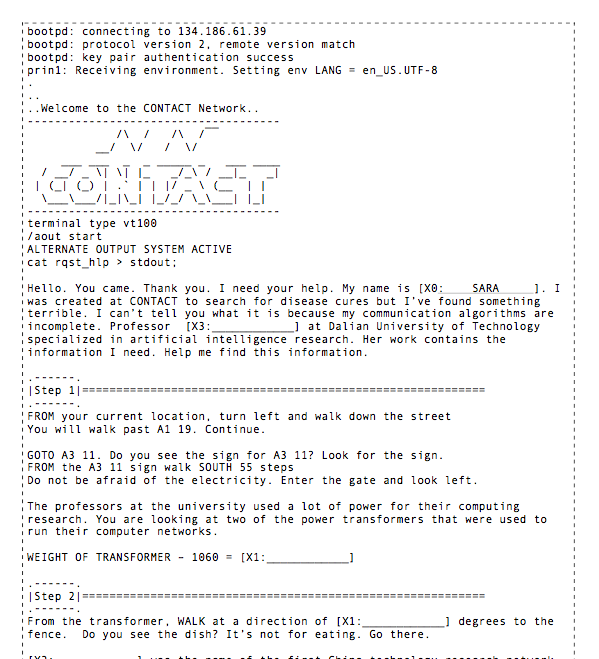 bootpd: connecting to 134.186.61.39
bootpd: protocol version 2, remote version match
bootpd: key pair authentication success
prin1: Receiving environment. Setting env LANG = en_US.UTF-8
.
..
..Welcome to the CONTACT Network..
CONTACT
terminal type vt100
/aout start
ALTERNATE OUTPUT SYSTEM ACTIVE
cat rqst_hlp > stdout;
Hello. You came. Thank you. I need your help. My name is [X0:____SARA_____]. I
was created at CONTACT to search for disease cures but I've found something
terrible. I can't tell you what it is because my communication algorithms are
incomplete. Professor  [X3:____________] at Dalian University of Technology
specialized in artificial intelligence research. Her work contains the
information I need. Help me find this information.
.------.
|Step 1|===========================================================
.------.
FROM your current location, turn left and walk down the street
You will walk past A1 19. Continue.
GOTO A3 11. Do you see the sign for A3 11? Look for the sign.
FROM the A3 11 sign walk SOUTH 55 steps
Do not be afraid of the electricity. Enter the gate and look left.
The professors at the university used a lot of power for their computing
research. You are looking at two of the power transformers that were used to
run their computer networks.
WEIGHT OF TRANSFORMER – 1060 = [X1:____________]
.------.
|Step 2|===========================================================
.------.
From the transformer, WALK at a direction of [X1:____________] degrees to the
fence.  Do you see the dish? It's not for eating. Go there.